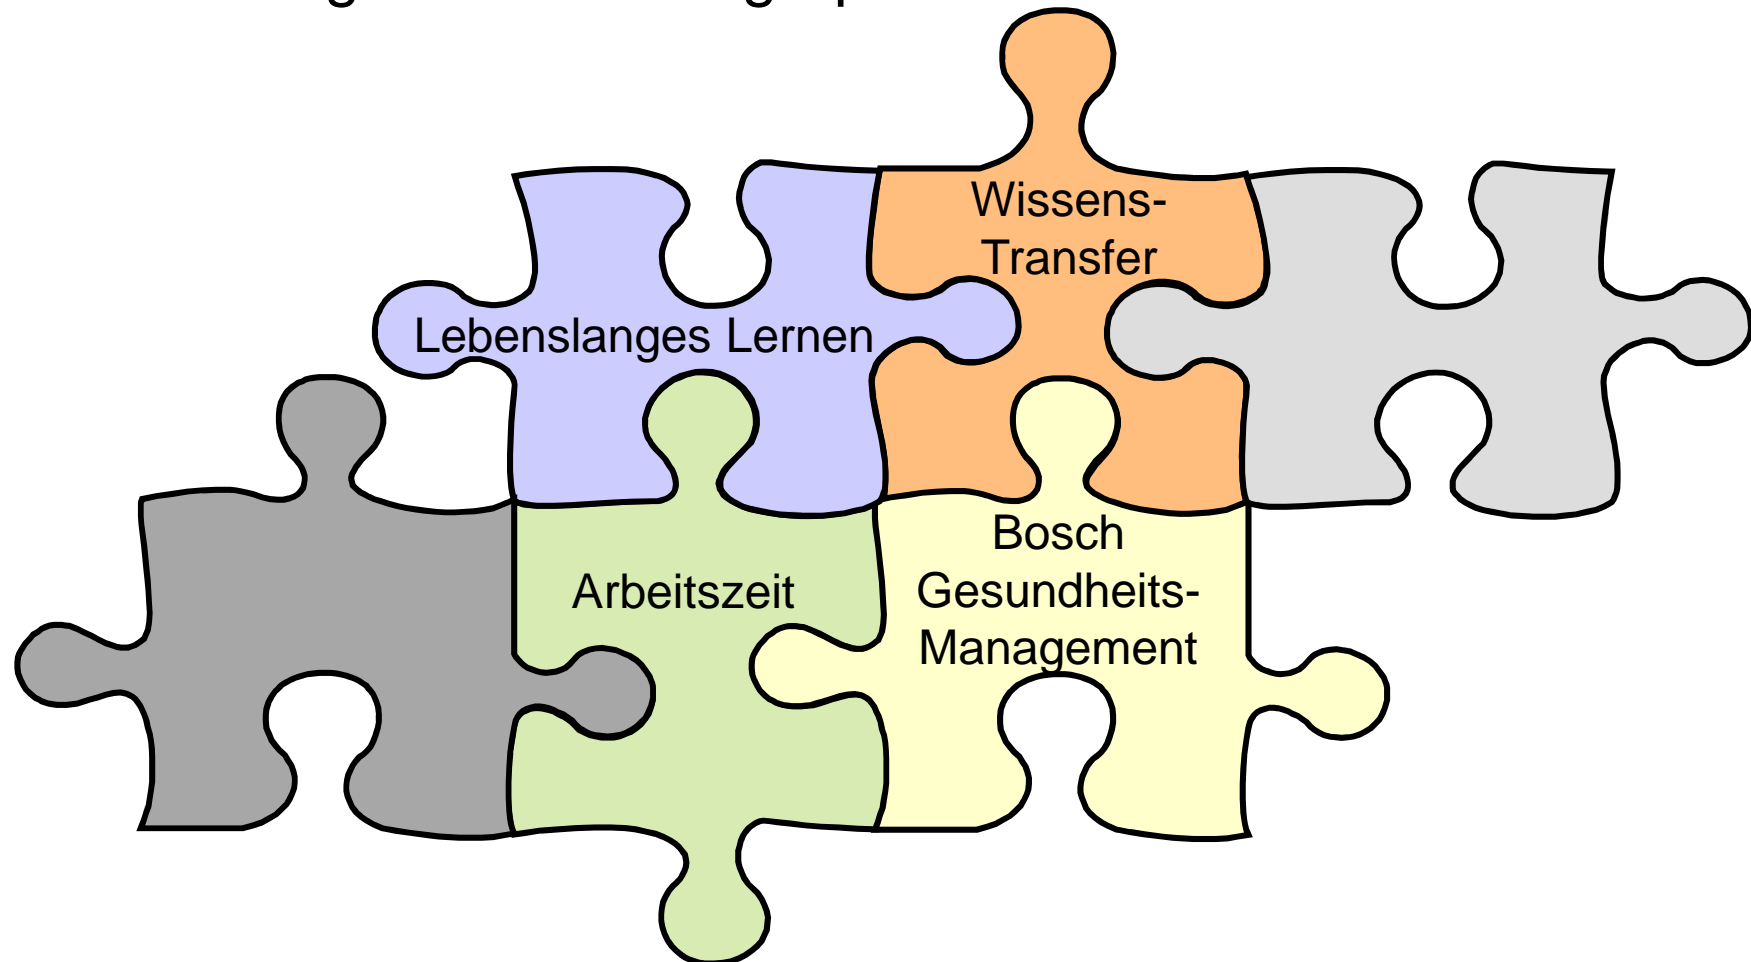 Wissens-
Transfer
Lebenslanges Lernen
Arbeitszeit
Bosch
Gesundheits-
Management